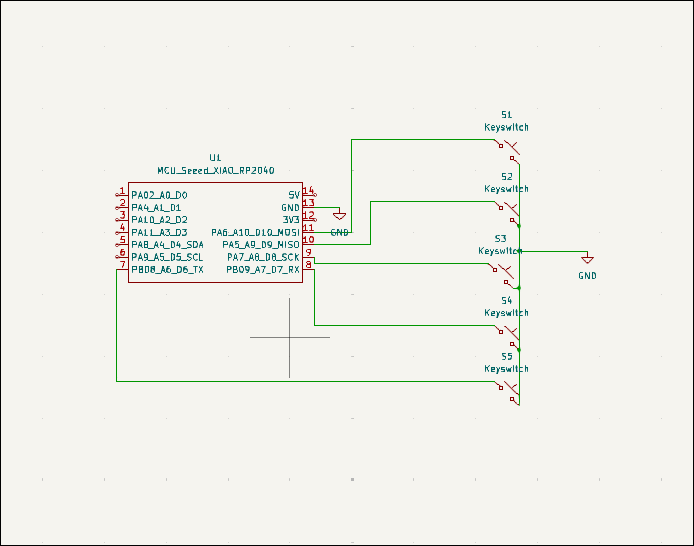 S1
Keyswitch
U1
MCU_Seeed_XIAO_RP2040
S2
Keyswitch
1 PA02_A0_D0 5V 14
2 PA4_A1_D1 GND 13
3 PA10_A2_D2 3V3 12
4 PA11_A3_D3 PA6_A10_D10_MOSI 11
GND
5 PA8_A4_D4_SDA PA5_A9_D9_MISO 10
6 PA9_A5_D5_SCL PA7_A8_D8_SCK 9
7 PB08_A6_D6_TX PB09_A7_D7_RX 8
S3
Keyswitch
GND
S4
Keyswitch
S5
Keyswitch